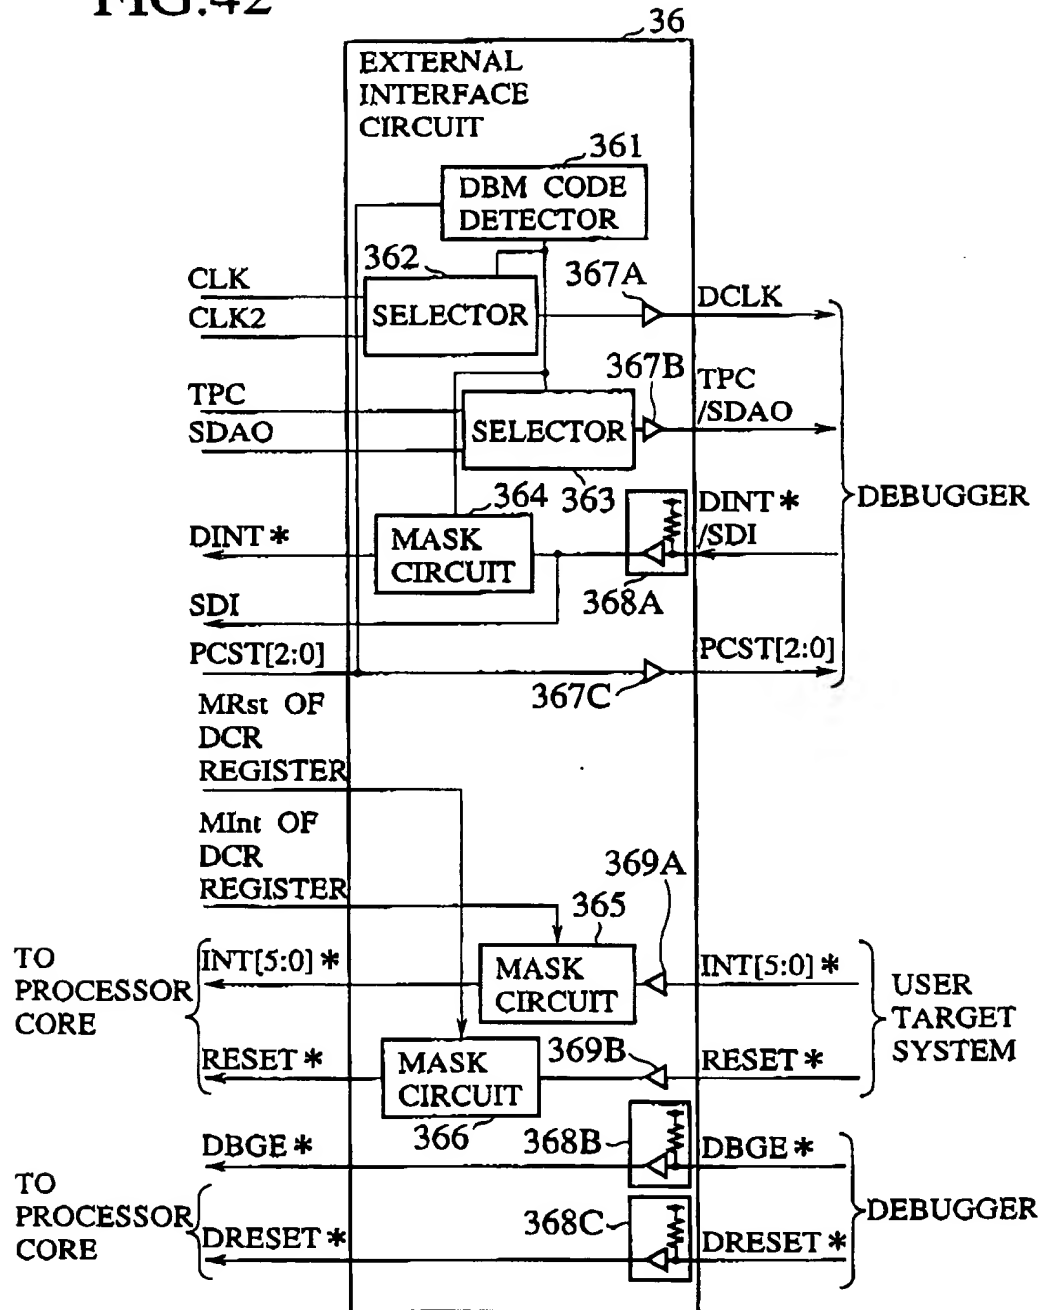 FIG.42
36
EXTERNAL
INTERFACE
CIRCUIT
361
DBM CODE
DETECTOR
362
367A
CLK
CLK2
SELECTOR
DCLK
367B
TPC
SDAO
SELECTOR
TPC
/SDAO
363
364
DINT*
MASK
CIRCUIT
DINT*
/SDI
DEBUGGER
368A
SDI
PCST[2:0]
PCST[2:0]
367C
MRst OF
DCR
REGISTER
MInt OF
DCR
REGISTER
369A
365
TO
PROCESSOR
CORE
INT[5:0]*
MASK
CIRCUIT
INT[5:0]*
USER
TARGET
SYSTEM
RESET*
MASK
CIRCUIT
369B
RESET*
366
368B
DBGE*
DBGE*
TO
PROCESSOR
CORE
DEBUGGER
368C
DRESET*
DRESET*